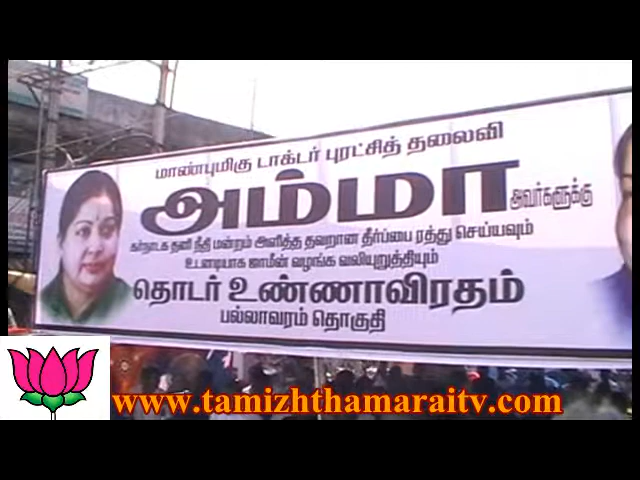 மாண்புமிகு டாக்டர் புரட்சித் தலைவி
அம்மா அவர்களுக்கு
கர்நாடக தனி நீதி மன்றம் அளித்த தவறான தீர்ப்பை ரத்து செய்யவும்
உடனடியாக ஜாமீன் வழங்க வலியுறுத்தியும்
தொடர் உண்ணாவிரதம்
பல்லாவரம் தொகுதி
www.tamizhthamaraitv.com